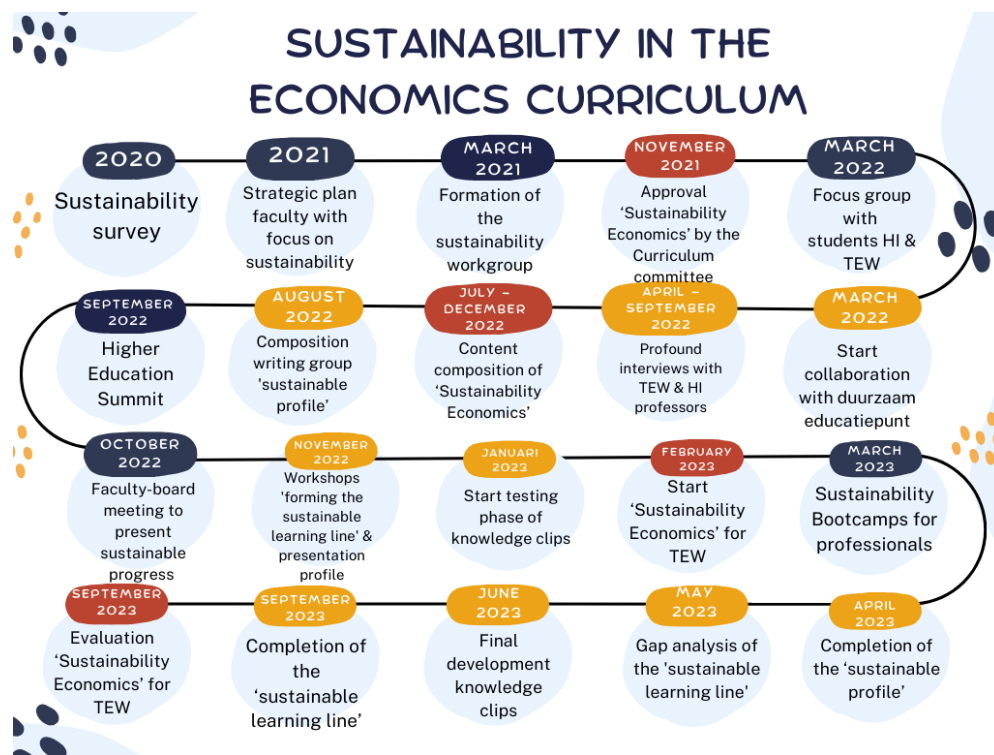 SUSTAINABILITY IN THE
ECONOMICS CURRICULUM
2020
Sustainability
survey
2021
Strategic plan
faculty with
focus on
sustainability
MARCH
2021
Formation of
the
sustainability
workgroup
NOVEMBER
2021
Approval
‘Sustainability
Economics’ by the
Curriculum
committee
MARCH
2022
Focus group
with
students HI &
TEW
MARCH
2022
Start
collaboration
with duurzaam
educatiepunt
APRIL –
SEPTEMBER
2022
Profound
interviews with
TEW & HI
professors
JULY –
DECEMBER
2022
Content
composition of
‘Sustainability
Economics’
AUGUST
2022
Composition
writing group
'sustainable
profile’
SEPTEMBER
2022
Higher
Education
Summit
OCTOBER
2022
Faculty-board
meeting to
present
sustainable
progress
NOVEMBER
2022
Workshops
'forming the
sustainable
learning line' &
presentation
profile
JANUARI
2023
Start testing
phase of
knowledge clips
FEBRUARY
2023
Start
‘Sustainability
Economics’ for
TEW
MARCH
2023
Sustainability
Bootcamps for
professionals
APRIL
2023
Completion of
the ‘sustainable
profile’
MAY
2023
Gap analysis of
the 'sustainable
learning line'
JUNE
2023
Final
development
knowledge
clips
SEPTEMBER
2023
Completion of
the
‘sustainable
learning line’
SEPTEMBER
2023
Evaluation
‘Sustainability
Economics’ for
TEW